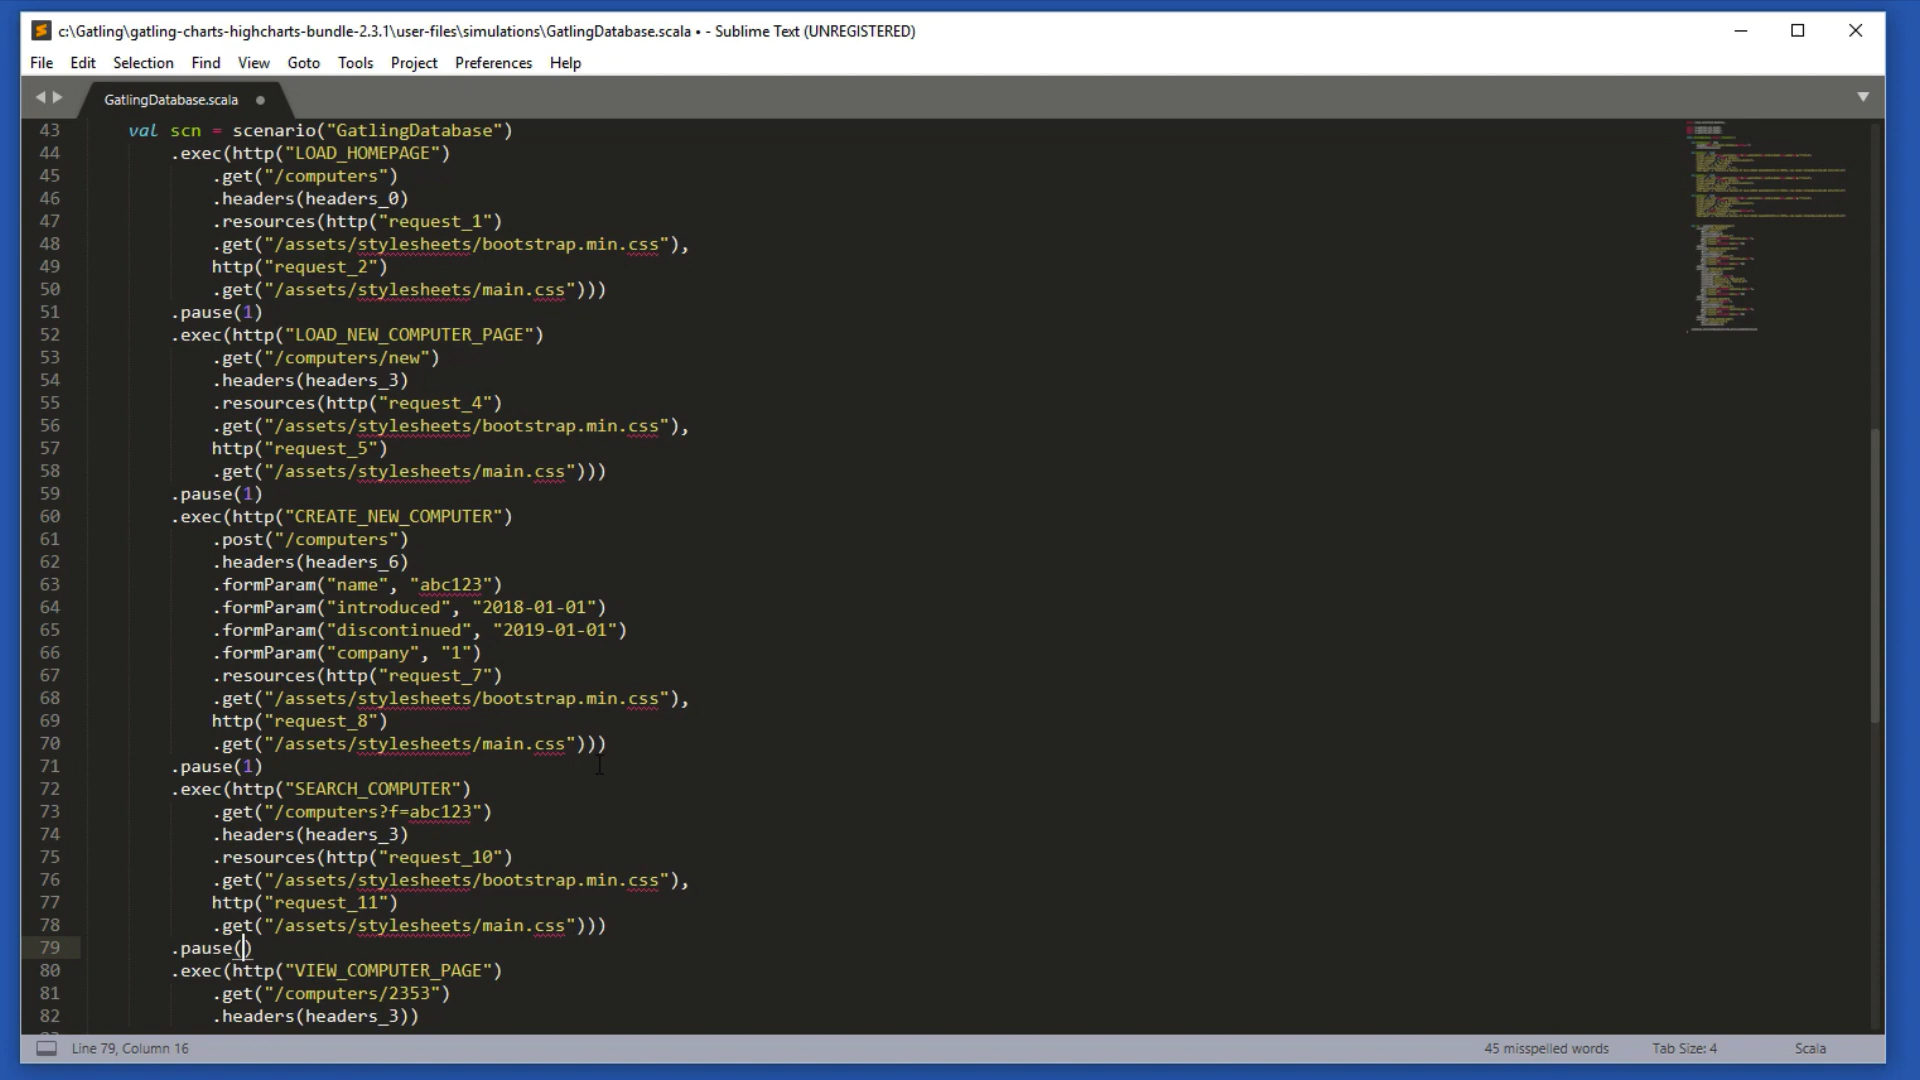 c:\Gatling\gatling-charts-highcharts-bundle-2.3.1\user-files\simulations\GatlingDatabase.scala • - Sublime Text (UNREGISTERED)
File Edit Selection Find View Goto Tools Project Preferences Help
GatlingDatabase.scala
43 val scn = scenario("GatlingDatabase")
44 .exec(http("LOAD_HOMEPAGE")
45 .get("/computers")
46 .headers(headers_0)
47 .resources(http("request_1")
48 .get("/assets/stylesheets/bootstrap.min.css"),
49 http("request_2")
50 .get("/assets/stylesheets/main.css")))
51 .pause(1)
52 .exec(http("LOAD_NEW_COMPUTER_PAGE")
53 .get("/computers/new")
54 .headers(headers_3)
55 .resources(http("request_4")
56 .get("/assets/stylesheets/bootstrap.min.css"),
57 http("request_5")
58 .get("/assets/stylesheets/main.css")))
59 .pause(1)
60 .exec(http("CREATE_NEW_COMPUTER")
61 .post("/computers")
62 .headers(headers_6)
63 .formParam("name", "abc123")
64 .formParam("introduced", "2018-01-01")
65 .formParam("discontinued", "2019-01-01")
66 .formParam("company", "1")
67 .resources(http("request_7")
68 .get("/assets/stylesheets/bootstrap.min.css"),
69 http("request_8")
70 .get("/assets/stylesheets/main.css")))
71 .pause(1)
72 .exec(http("SEARCH_COMPUTER")
73 .get("/computers?f=abc123")
74 .headers(headers_3)
75 .resources(http("request_10")
76 .get("/assets/stylesheets/bootstrap.min.css"),
77 http("request_11")
78 .get("/assets/stylesheets/main.css")))
79 .pause()
80 .exec(http("VIEW_COMPUTER_PAGE")
81 .get("/computers/2353")
82 .headers(headers_3))
Line 79, Column 16 45 misspelled words Tab Size: 4 Scala